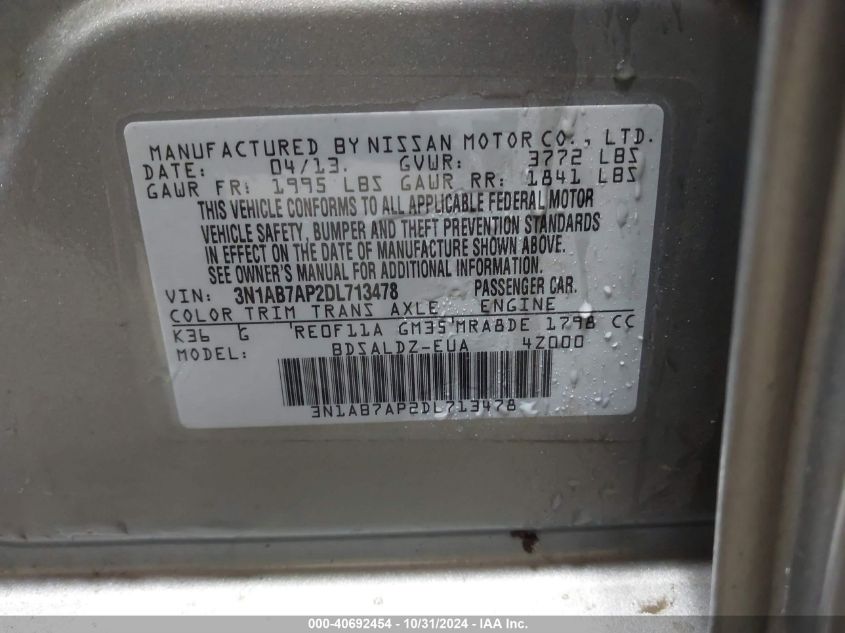 MANUFACTURED BY NISSAN MOTOR CO., LTD.
DATE: 04/13. GVWR: 3772 LBS
GAWR FR: 1995 LBS GAWR RR: 1841 LBS
THIS VEHICLE CONFORMS TO ALL APPLICABLE FEDERAL MOTOR
VEHICLE SAFETY, BUMPER AND THEFT PREVENTION STANDARDS
IN EFFECT ON THE DATE OF MANUFACTURE SHOWN ABOVE.
SEE OWNER'S MANUAL FOR ADDITIONAL INFORMATION.
VIN: 3N1AB7AP2DL713478 PASSENGER CAR.
COLOR TRIM TRANS AXLE ENGINE
K36 G RE0F11A GM35 MRA8DE 1798 CC
MODEL: BDSALDZ-EUA 4Z000
3N1AB7AP2DL713478
000-40692454 - 10/31/2024 - IAA Inc.